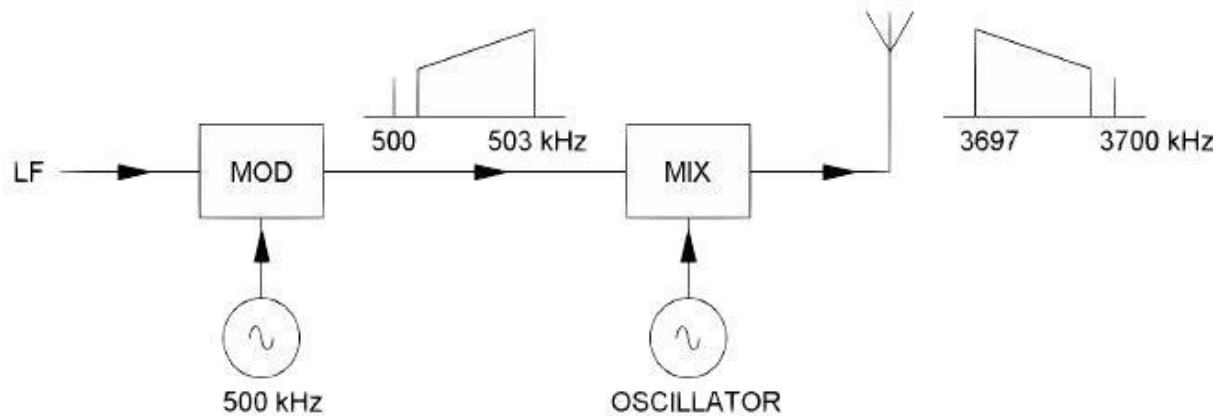 500 503 kHz
3697 3700 kHz
LF MOD MIX
500 kHz OSCILLATOR